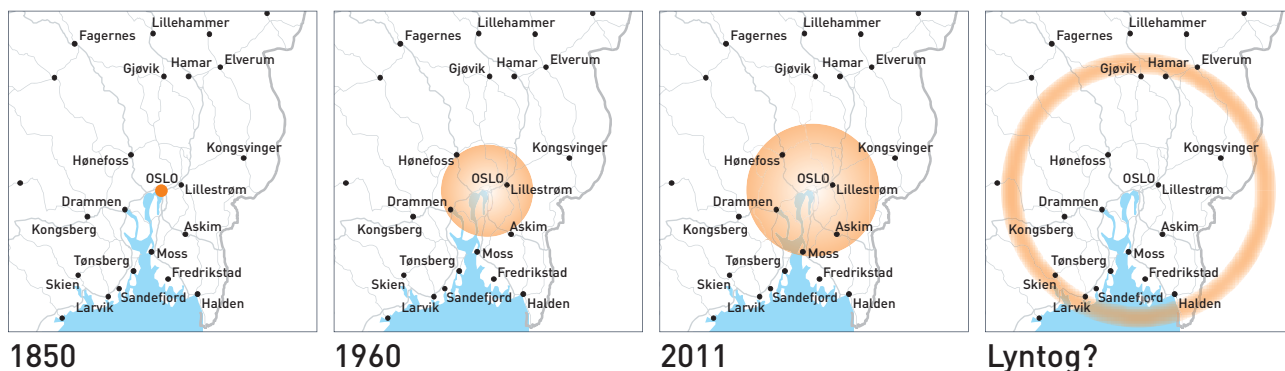 Lillehammer
Fagernes
Gjøvik
Hamar
Elverum
Hønefoss
Kongsvinger
OSLO
Lillestrøm
Drammen
Kongsberg
Askim
Moss
Tønsberg
Fredrikstad
Skien
Sandefjord
Halden
Larvik
1850
Lillehammer
Fagernes
Gjøvik
Hamar
Elverum
Hønefoss
Kongsvinger
OSLO
Lillestrøm
Drammen
Kongsberg
Askim
Moss
Tønsberg
Fredrikstad
Skien
Sandefjord
Halden
Larvik
1960
Lillehammer
Fagernes
Gjøvik
Hamar
Elverum
Hønefoss
Kongsvinger
OSLO
Lillestrøm
Drammen
Kongsberg
Askim
Moss
Tønsberg
Fredrikstad
Skien
Sandefjord
Halden
Larvik
2011
Lillehammer
Fagernes
Gjøvik
Hamar
Elverum
Hønefoss
Kongsvinger
OSLO
Lillestrøm
Drammen
Kongsberg
Askim
Moss
Tønsberg
Fredrikstad
Skien
Sandefjord
Halden
Larvik
Lyntog?